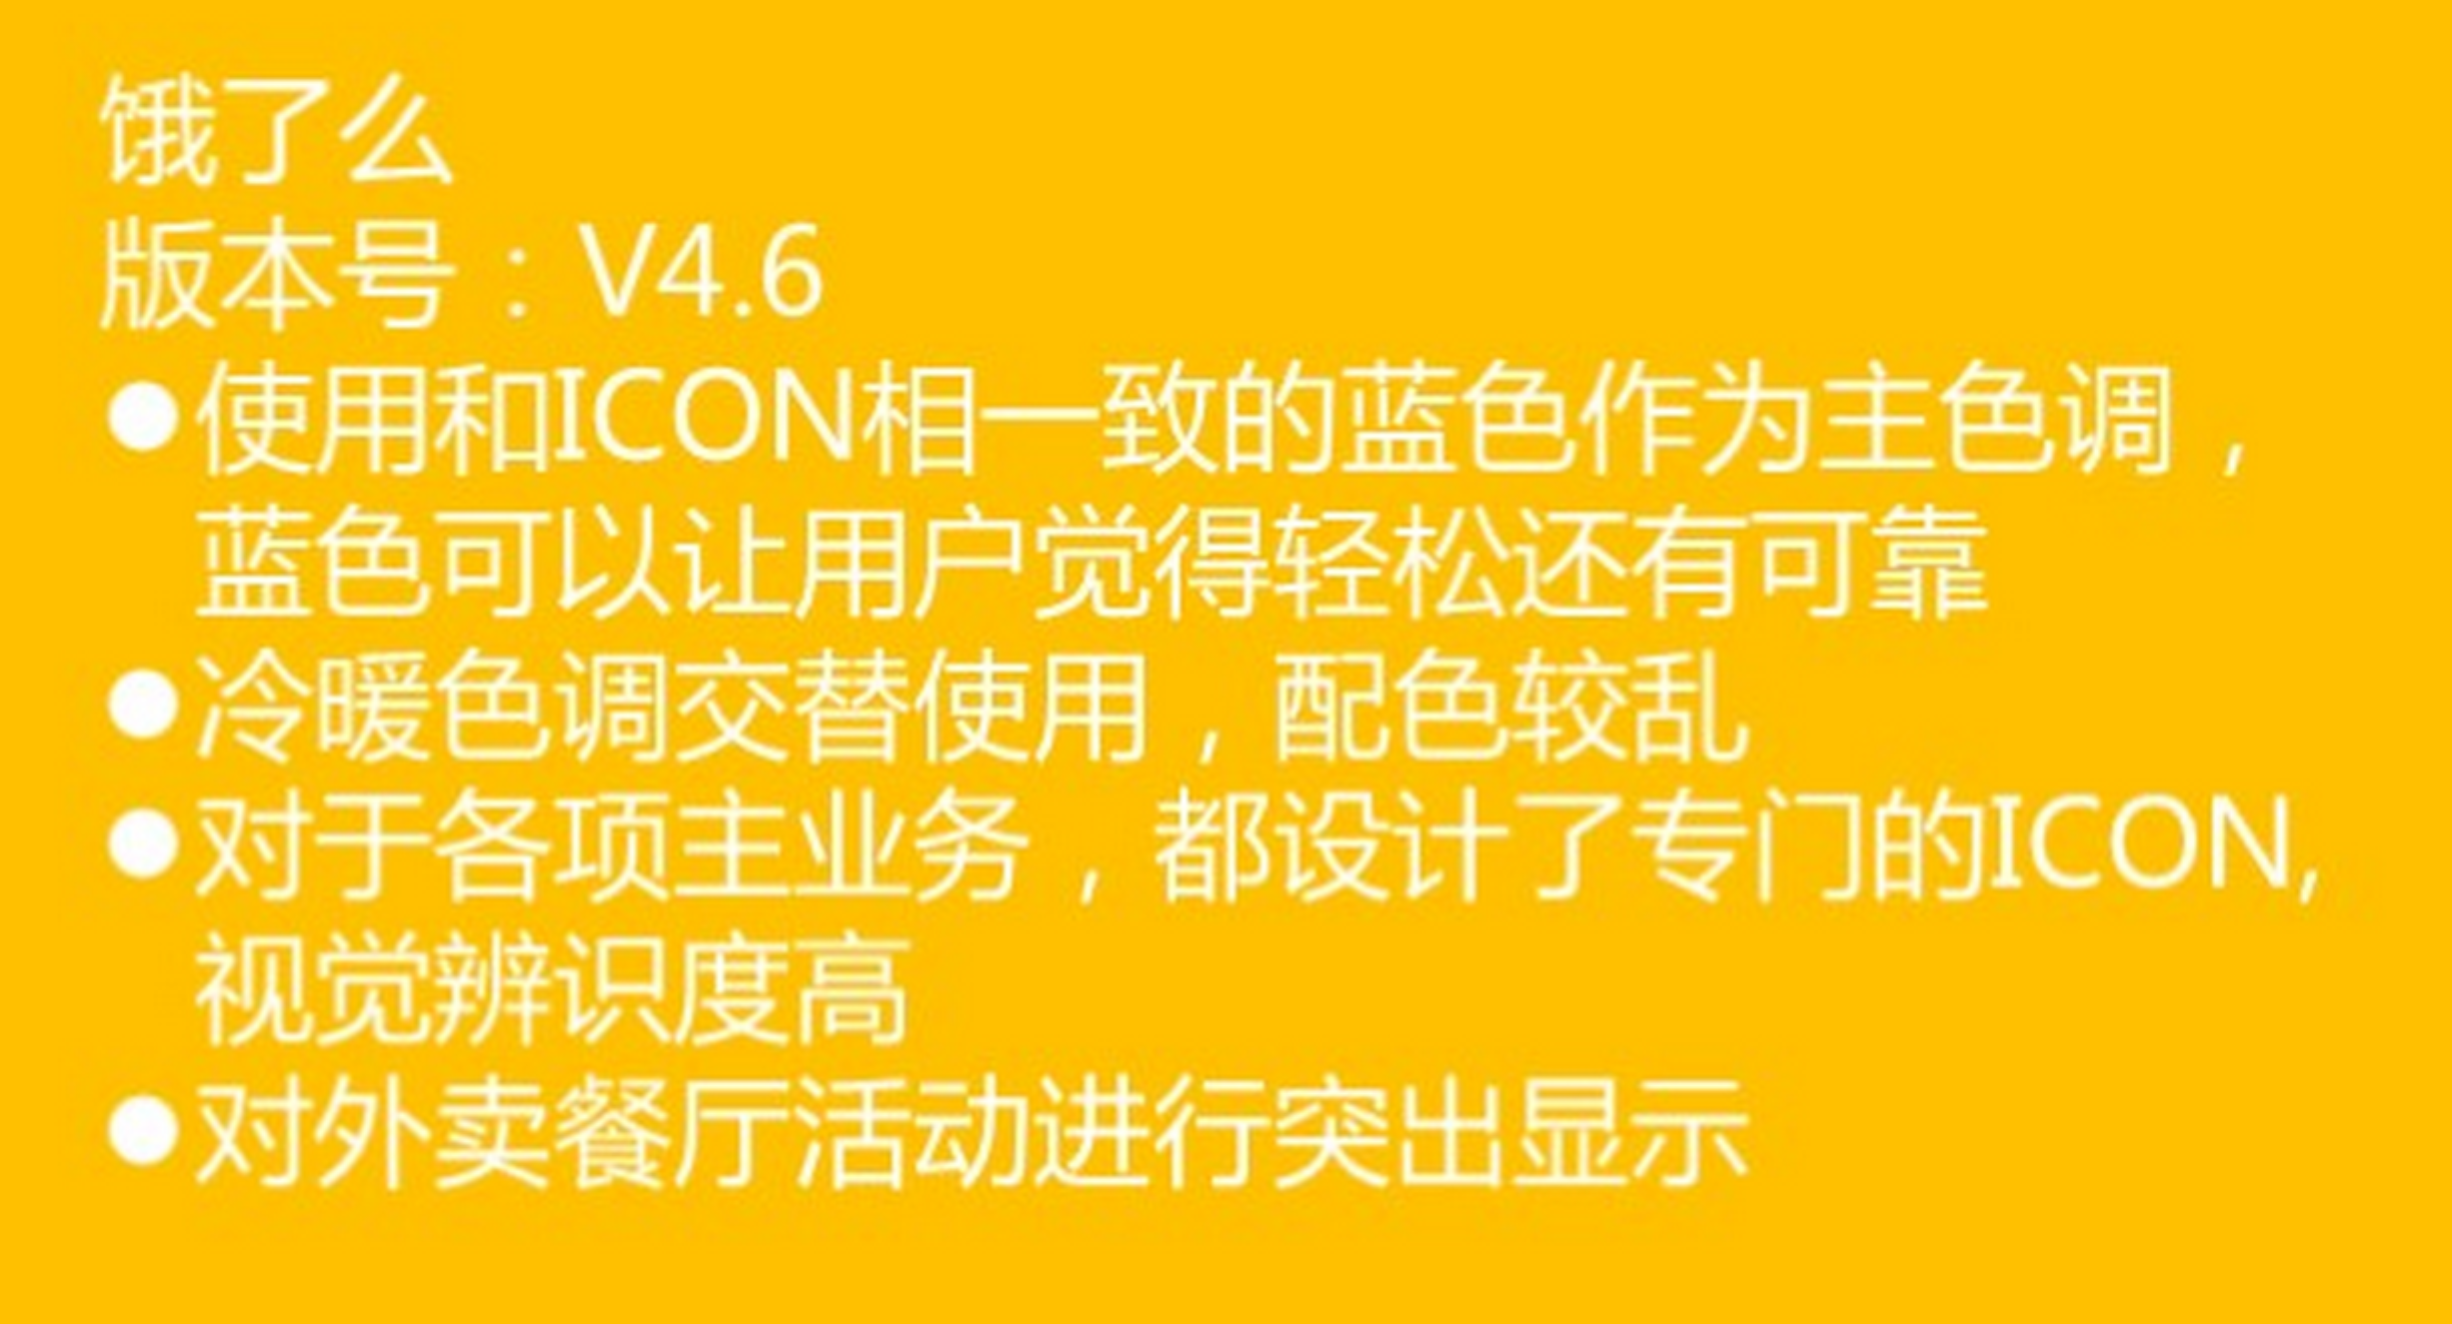 饿了么
版本号：V4.6
●使用和ICON相一致的蓝色作为主色调，
蓝色可以让用户觉得轻松还有可靠
●冷暖色调交替使用，配色较乱
●对于各项主业务，都设计了专门的ICON,
视觉辨识度高
●对外卖餐厅活动进行突出显示